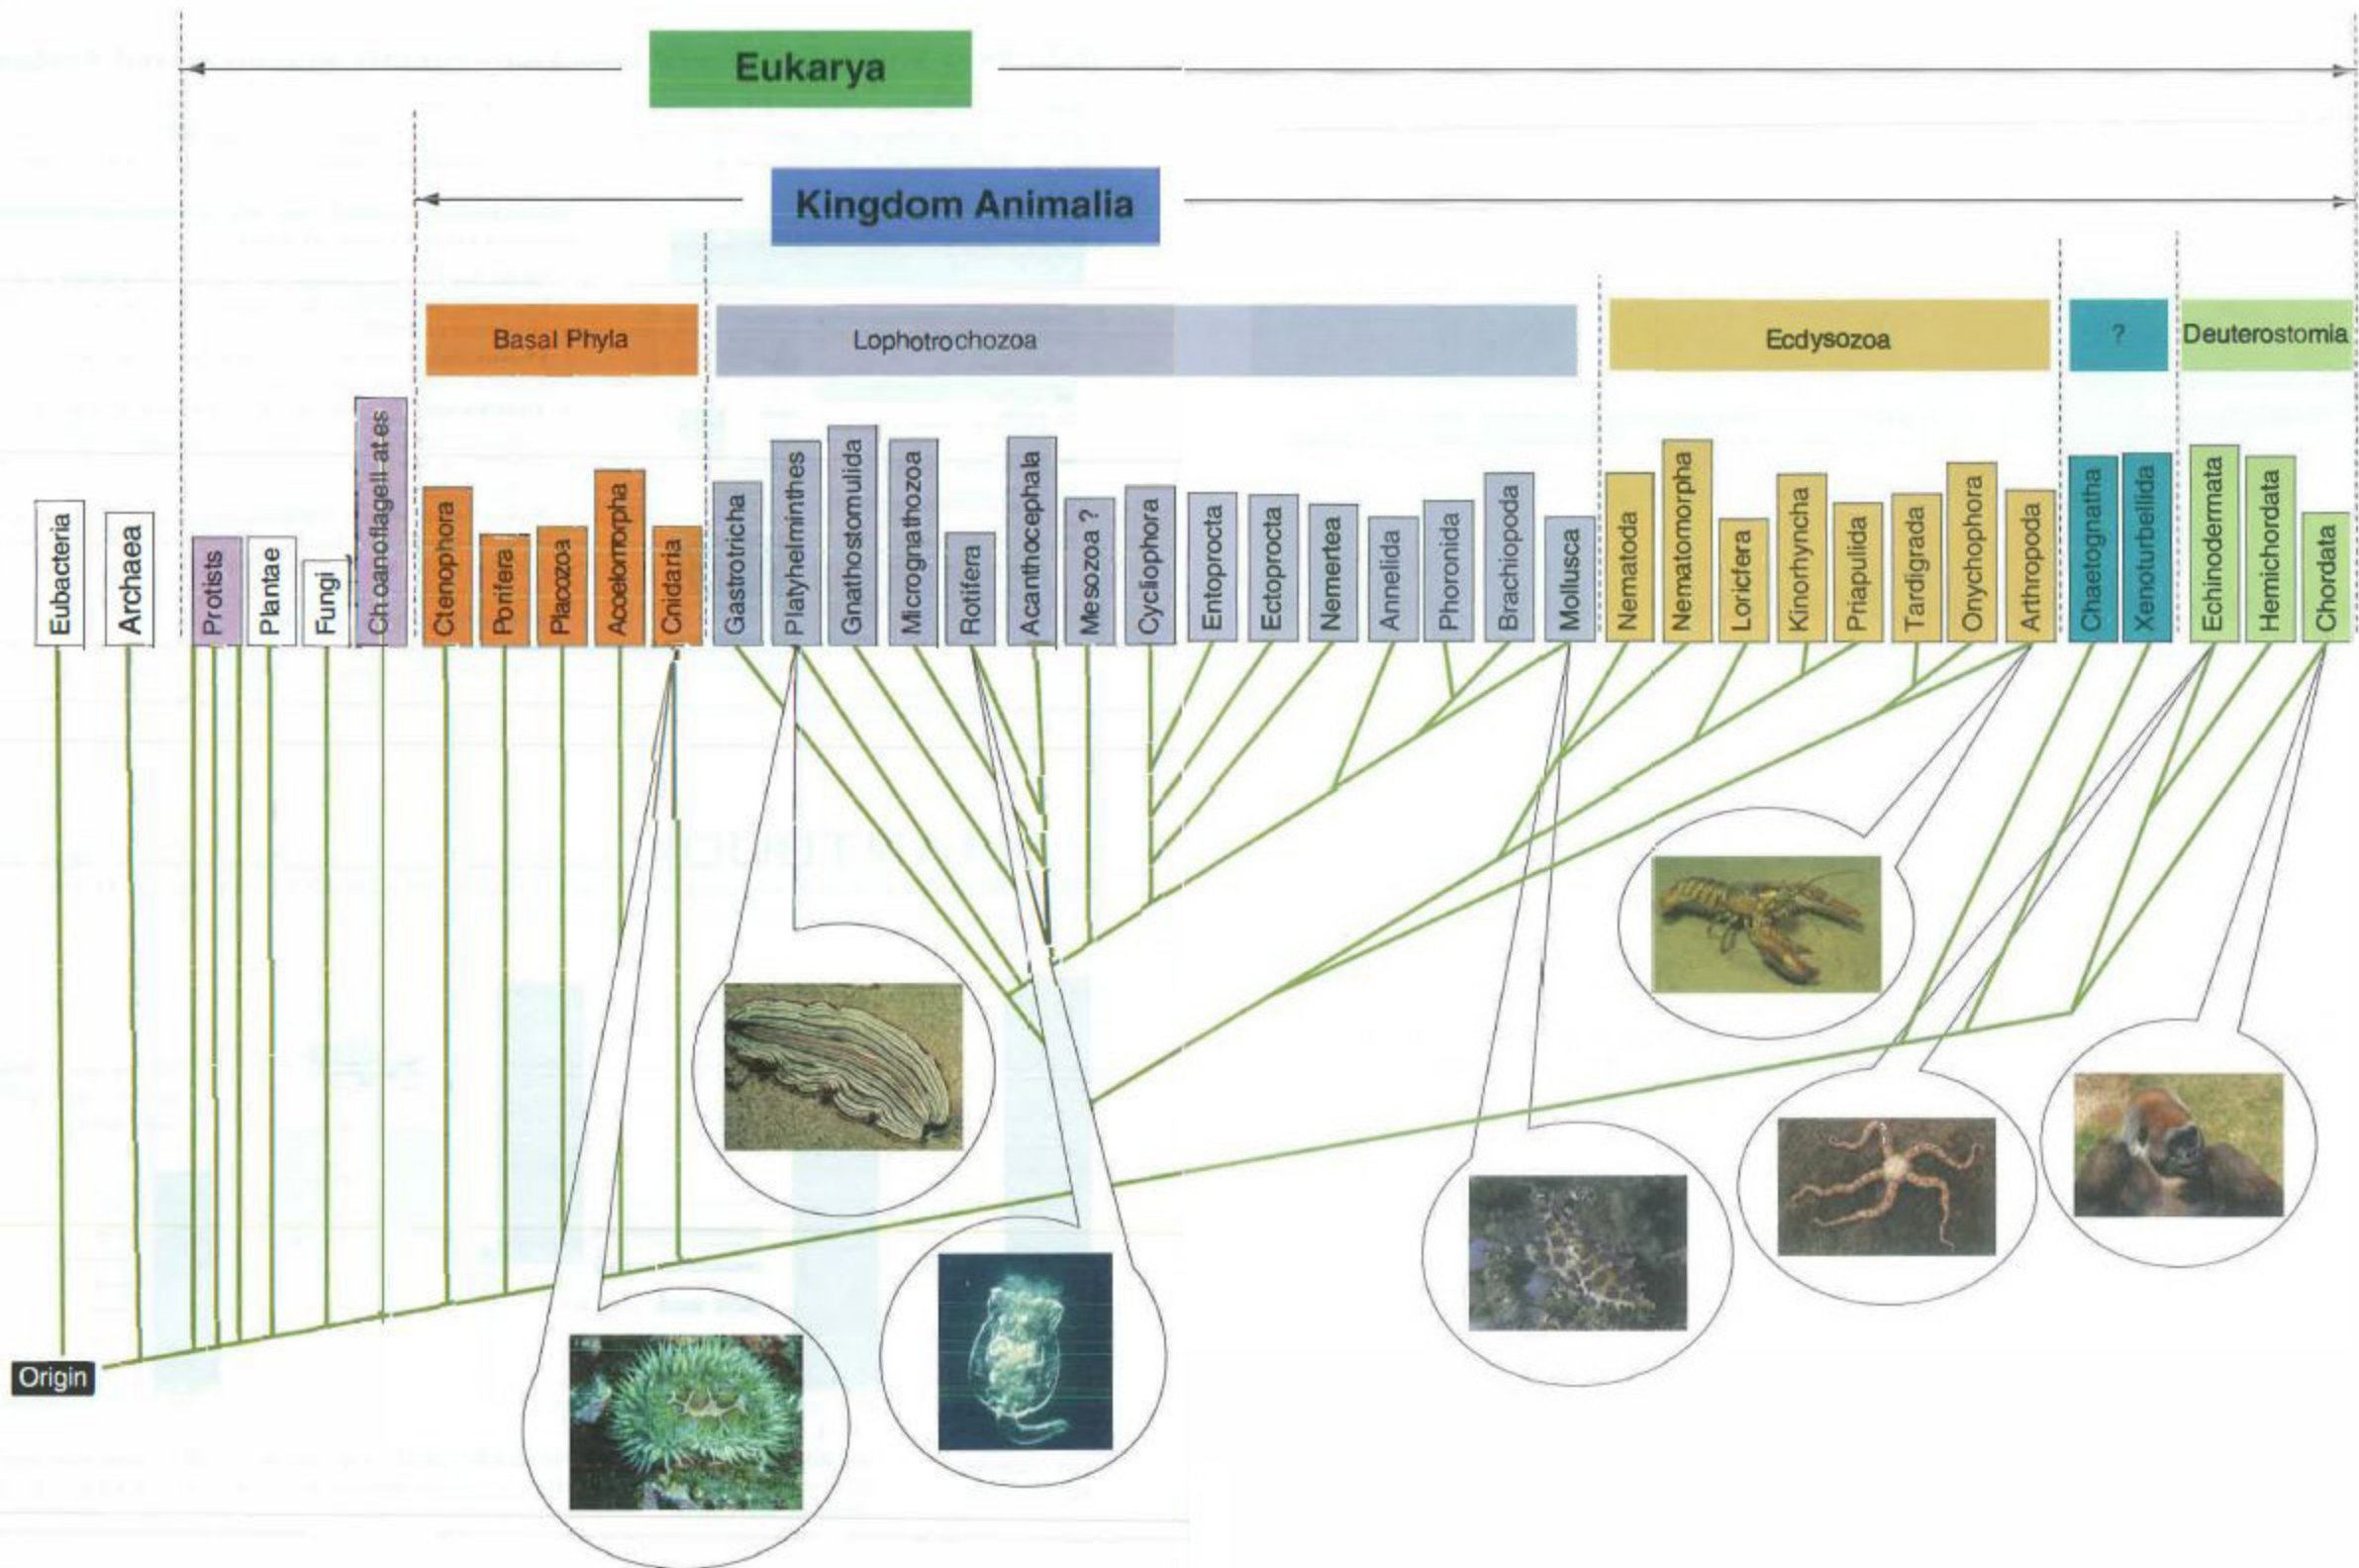 Eukarya
Kingdom Animalia
Basal Phyla
Lophotrochozoa
Ecdysozoa
?
Deuterostomia
Eubacteria
Archaea
Protists
Plantae
Fungi
Choanoflagellates
Ctenophora
Porifera
Placozoa
Acoelomorpha
Cnidaria
Gastrotricha
Platyhelminthes
Gnathostomulida
Micrognathozoa
Rotifera
Acanthocephala
Mesozoa ?
Cycliophora
Entoprocta
Ectoprocta
Nemertea
Annelida
Phoronida
Brachiopoda
Mollusca
Nematoda
Nematomorpha
Loricfera
Kinorhyncha
Priapulida
Tardigrada
Onychophora
Arthropoda
Chaetognatha
Xenoturbellida
Echinodermata
Hemichordata
Chordata
Origin